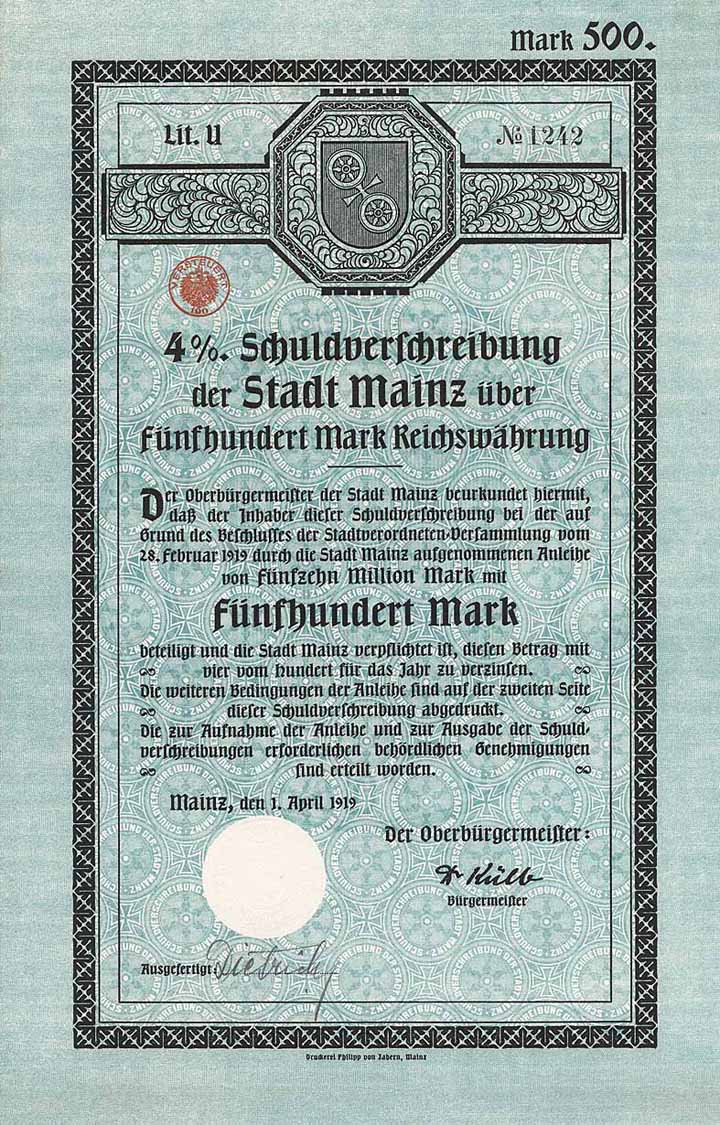 Mark 500.
Lit. U
№ 1242
VERSTEUERT
100
4%. Schuldverschreibung
der Stadt Mainz über
Fünfhundert Mark Reichswährung
Der Oberbürgermeister der Stadt Mainz beurkundet hiermit,
daß der Inhaber dieser Schuldverschreibung bei der auf
Grund des Beschlusses der Stadtverordneten-Versammlung vom
28. Februar 1919 durch die Stadt Mainz aufgenommenen Anleihe
von Fünfzehn Million Mark mit
Fünfhundert Mark
beteiligt und die Stadt Mainz verpflichtet ist, diesen Betrag mit
vier vom hundert für das Jahr zu verzinsen.
Die weiteren Bedingungen der Anleihe sind auf der zweiten Seite
dieser Schuldverschreibung abgedruckt.
Die zur Aufnahme der Anleihe und zur Ausgabe der Schuld-
verschreibungen erforderlichen behördlichen Genehmigungen
sind erteilt worden.
Mainz, den 1. April 1919
Der Oberbürgermeister:
Dr Külb
Bürgermeister
Ausgefertigt: Dietrich
Druckerei Philipp von Zabern, Mainz